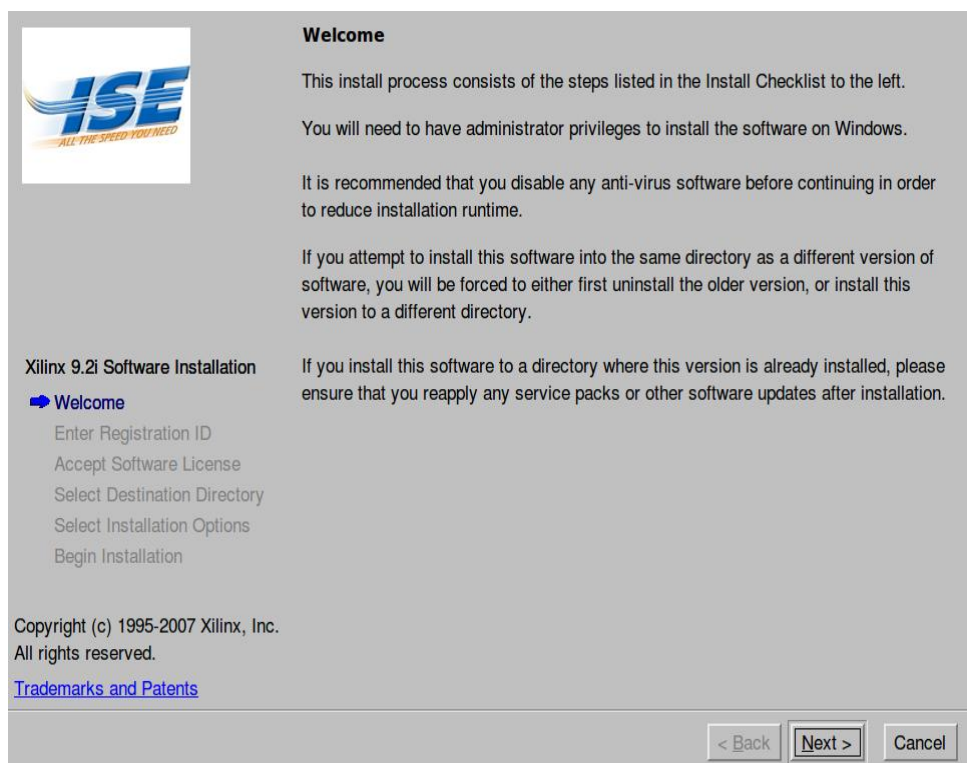 ISE
ALL THE SPEED YOU NEED
Welcome
This install process consists of the steps listed in the Install Checklist to the left.
You will need to have administrator privileges to install the software on Windows.
It is recommended that you disable any anti-virus software before continuing in order
to reduce installation runtime.
If you attempt to install this software into the same directory as a different version of
software, you will be forced to either first uninstall the older version, or install this
version to a different directory.
If you install this software to a directory where this version is already installed, please
ensure that you reapply any service packs or other software updates after installation.
Xilinx 9.2i Software Installation
Welcome
Enter Registration ID
Accept Software License
Select Destination Directory
Select Installation Options
Begin Installation
Copyright (c) 1995-2007 Xilinx, Inc.
All rights reserved.
Trademarks and Patents
< Back Next > Cancel